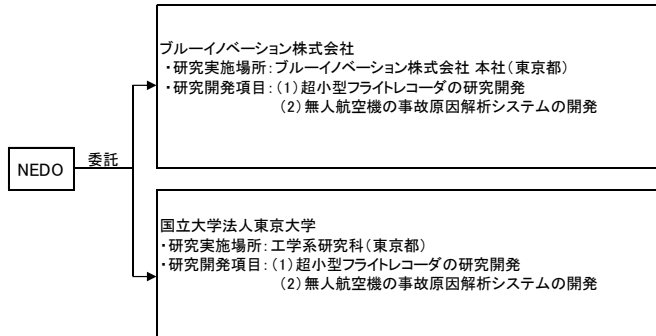 ブルーイノベーション株式会社
・研究実施場所：ブルーイノベーション株式会社 本社（東京都）
・研究開発項目：（1）超小型フライトレコーダの研究開発
（2）無人航空機の事故原因解析システムの開発
NEDO
委託
国立大学法人東京大学
・研究実施場所：工学系研究科（東京都）
・研究開発項目：（1）超小型フライトレコーダの研究開発
（2）無人航空機の事故原因解析システムの開発